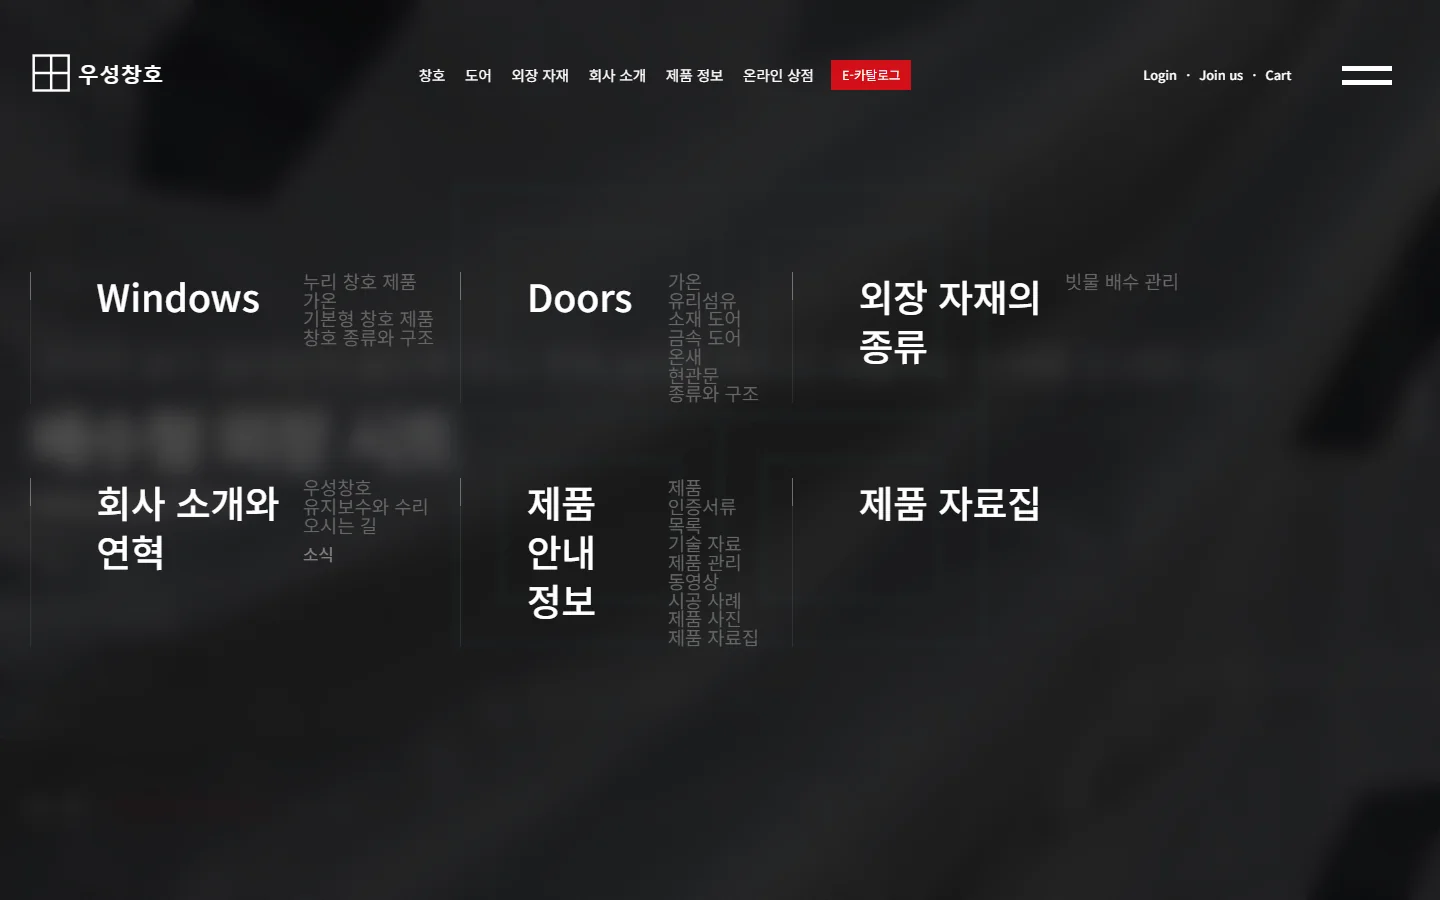 우성창호
창호 도어 외장 자재 회사 소개 제품 정보 온라인 상점 E-카탈로그
Login · Join us · Cart
Windows
누리 창호 제품
가온
기본형 창호 제품
창호 종류와 구조
Doors
가온
유리섬유
소재 도어
금속 도어
온새
현관문
종류와 구조
외장 자재의
종류
빗물 배수 관리
회사 소개와
연혁
우성창호
유지보수와 수리
오시는 길
소식
제품
안내
정보
제품
인증서류
목록
기술 자료
제품 관리
동영상
시공 사례
제품 사진
제품 자료집
제품 자료집